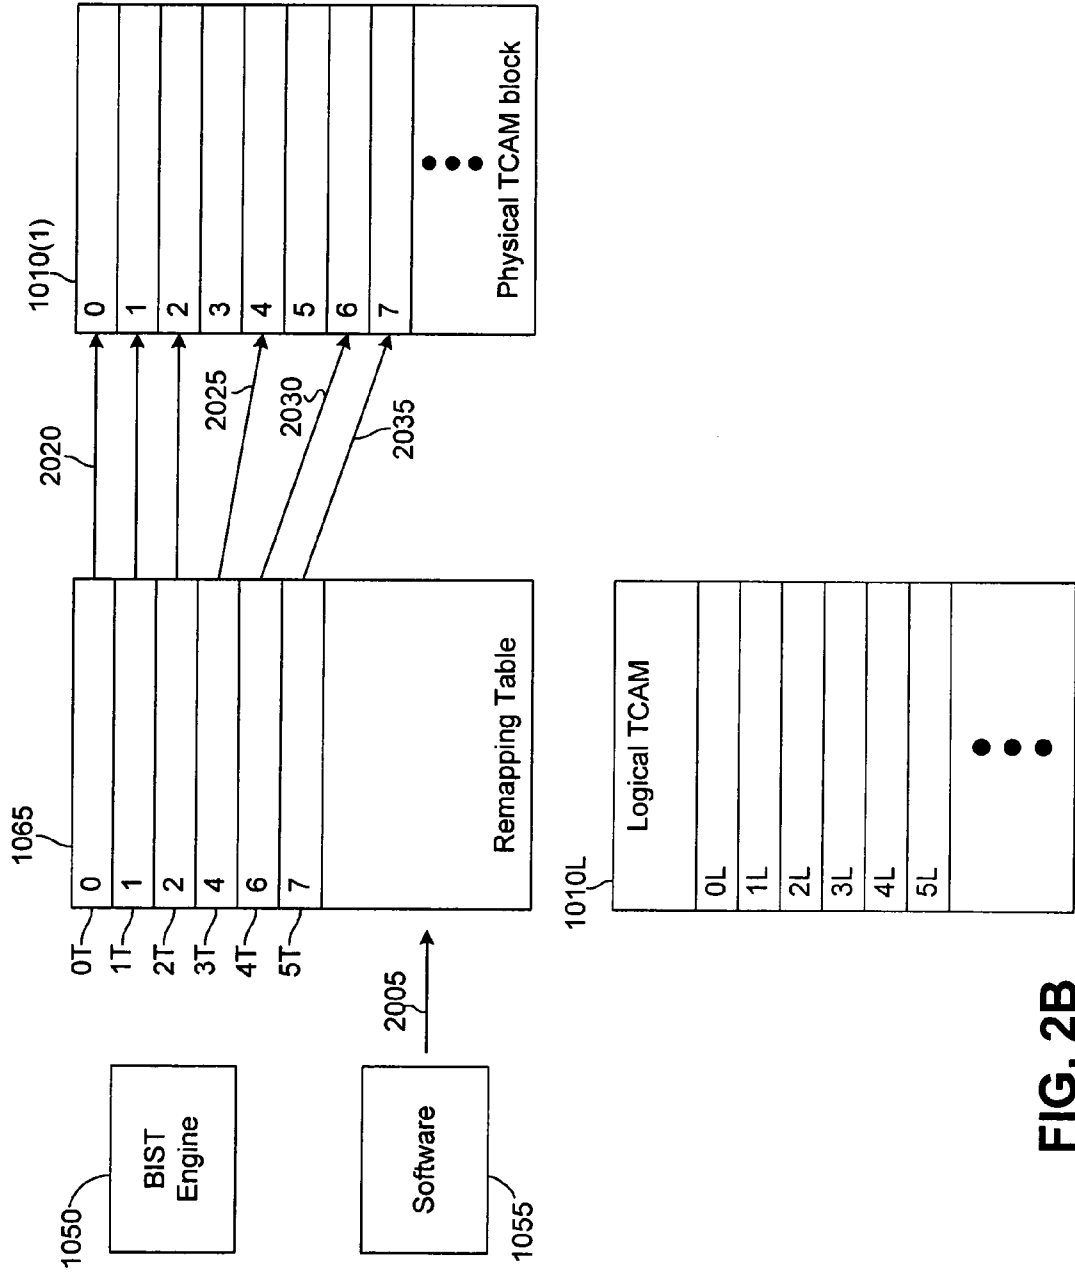 1050
BIST
Engine
Software
1055
2005
1065
0T
1T
2T
3T
4T
5T
0
1
2
4
6
7
Remapping Table
2020
2025
2030
2035
1010(1)
0
1
2
3
4
5
6
7
Physical TCAM block
1010L
Logical TCAM
0L
1L
2L
3L
4L
5L
FIG. 2B